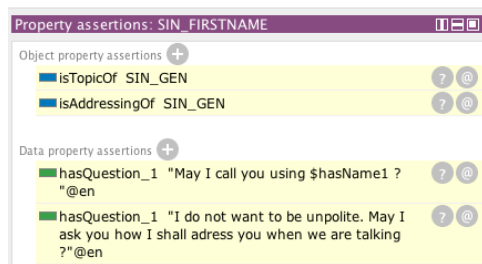 Property assertions: SIN_FIRSTNAME
Object property assertions
isTopicOf SIN_GEN
isAddressingOf SIN_GEN
Data property assertions
hasQuestion_1 "May I call you using $hasName1 ?
"@en
hasQuestion_1 "I do not want to be unpolite. May I
ask you how I shall adress you when we are talking
?"@en